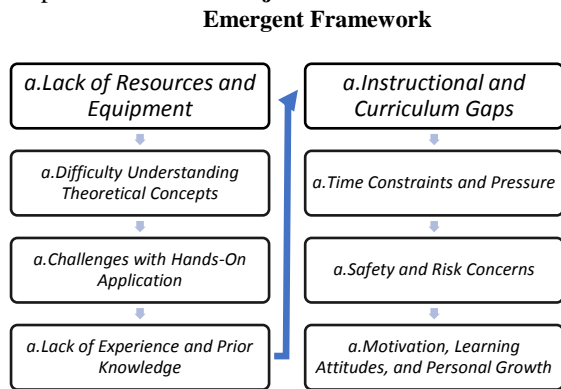 Emergent Framework
a.Lack of Resources and
Equipment
a.Difficulty Understanding
Theoretical Concepts
a.Challenges with Hands-On
Application
a.Lack of Experience and Prior
Knowledge
a.Instructional and
Curriculum Gaps
a.Time Constraints and Pressure
a.Safety and Risk Concerns
a.Motivation, Learning
Attitudes, and Personal Growth